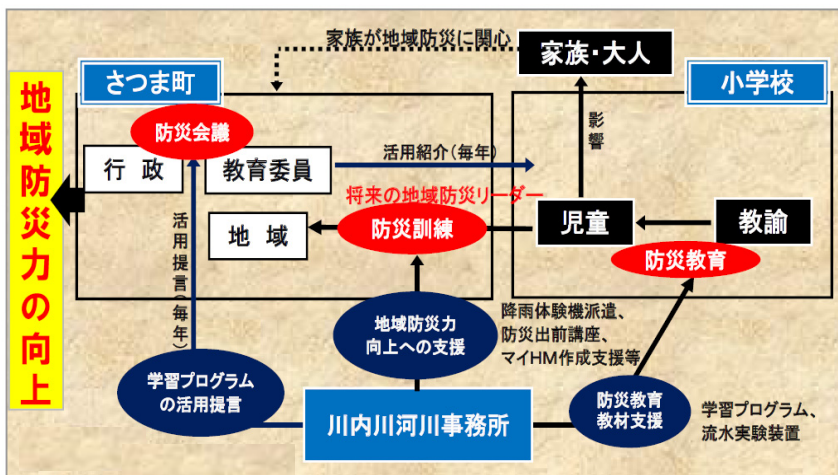 家族が地域防災に関心
家族・大人
さつま町
小学校
地域防災力の向上
防災会議
行政
教育委員
活用紹介(毎年)
影響
将来の地域防災リーダー
地域
防災訓練
児童
教諭
防災教育
活用提言(毎年)
地域防災力
向上への支援
降雨体験機派遣、
防災出前講座、
マイHM作成支援等
学習プログラム
の活用提言
川内川河川事務所
防災教育
教材支援
学習プログラム、
流水実験装置